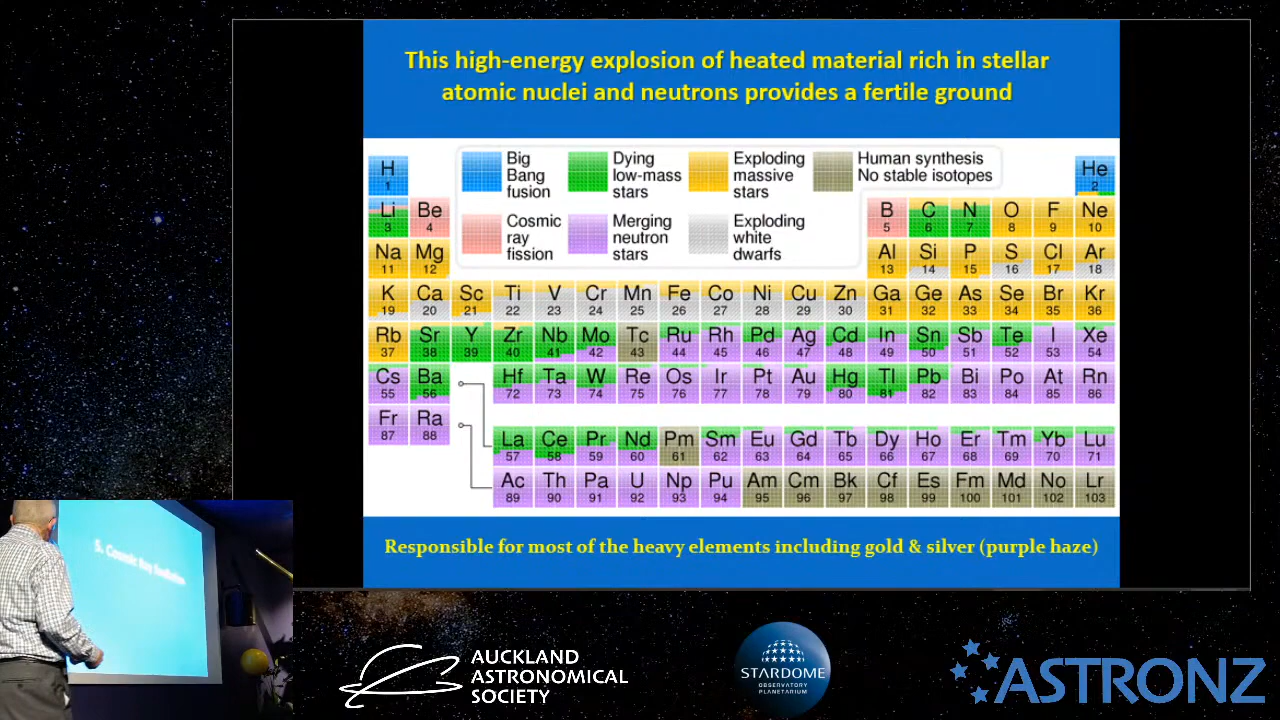 This high-energy explosion of heated material rich in stellar
atomic nuclei and neutrons provides a fertile ground
H
1
Big
Bang
fusion
Dying
low-mass
stars
Exploding
massive
stars
Human synthesis
No stable isotopes
He
2
Cosmic
ray
fission
Merging
neutron
stars
Exploding
white
dwarfs
Li Be B C N O F Ne
3 4 5 6 7 8 9 10
Na Mg Al Si P S Cl Ar
11 12 13 14 15 16 17 18
K Ca Sc Ti V Cr Mn Fe Co Ni Cu Zn Ga Ge As Se Br Kr
19 20 21 22 23 24 25 26 27 28 29 30 31 32 33 34 35 36
Rb Sr Y Zr Nb Mo Tc Ru Rh Pd Ag Cd In Sn Sb Te I Xe
37 38 39 40 41 42 43 44 45 46 47 48 49 50 51 52 53 54
Cs Ba Hf Ta W Re Os Ir Pt Au Hg Tl Pb Bi Po At Rn
55 56 72 73 74 75 76 77 78 79 80 81 82 83 84 85 86
Fr Ra
87 88
La Ce Pr Nd Pm Sm Eu Gd Tb Dy Ho Er Tm Yb Lu
57 58 59 60 61 62 63 64 65 66 67 68 69 70 71
Ac Th Pa U Np Pu Am Cm Bk Cf Es Fm Md No Lr
89 90 91 92 93 94 95 96 97 98 99 100 101 102 103
Responsible for most of the heavy elements including gold & silver (purple haze)
5. Cosmic Ray
AUCKLAND
ASTRONOMICAL
SOCIETY
STARDOME
OBSERVATORY
PLANETARIUM
ASTRONZ